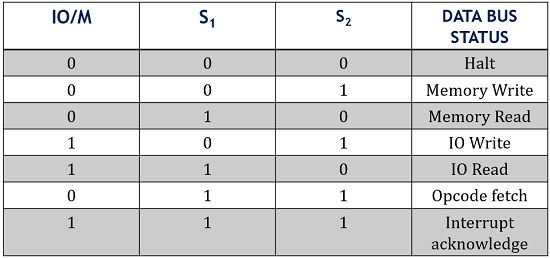 IO/M S₁ S₂ DATA BUS
STATUS
0 0 0 Halt
0 0 1 Memory Write
0 1 0 Memory Read
1 0 1 IO Write
1 1 0 IO Read
0 1 1 Opcode fetch
1 1 1 Interrupt
acknowledge